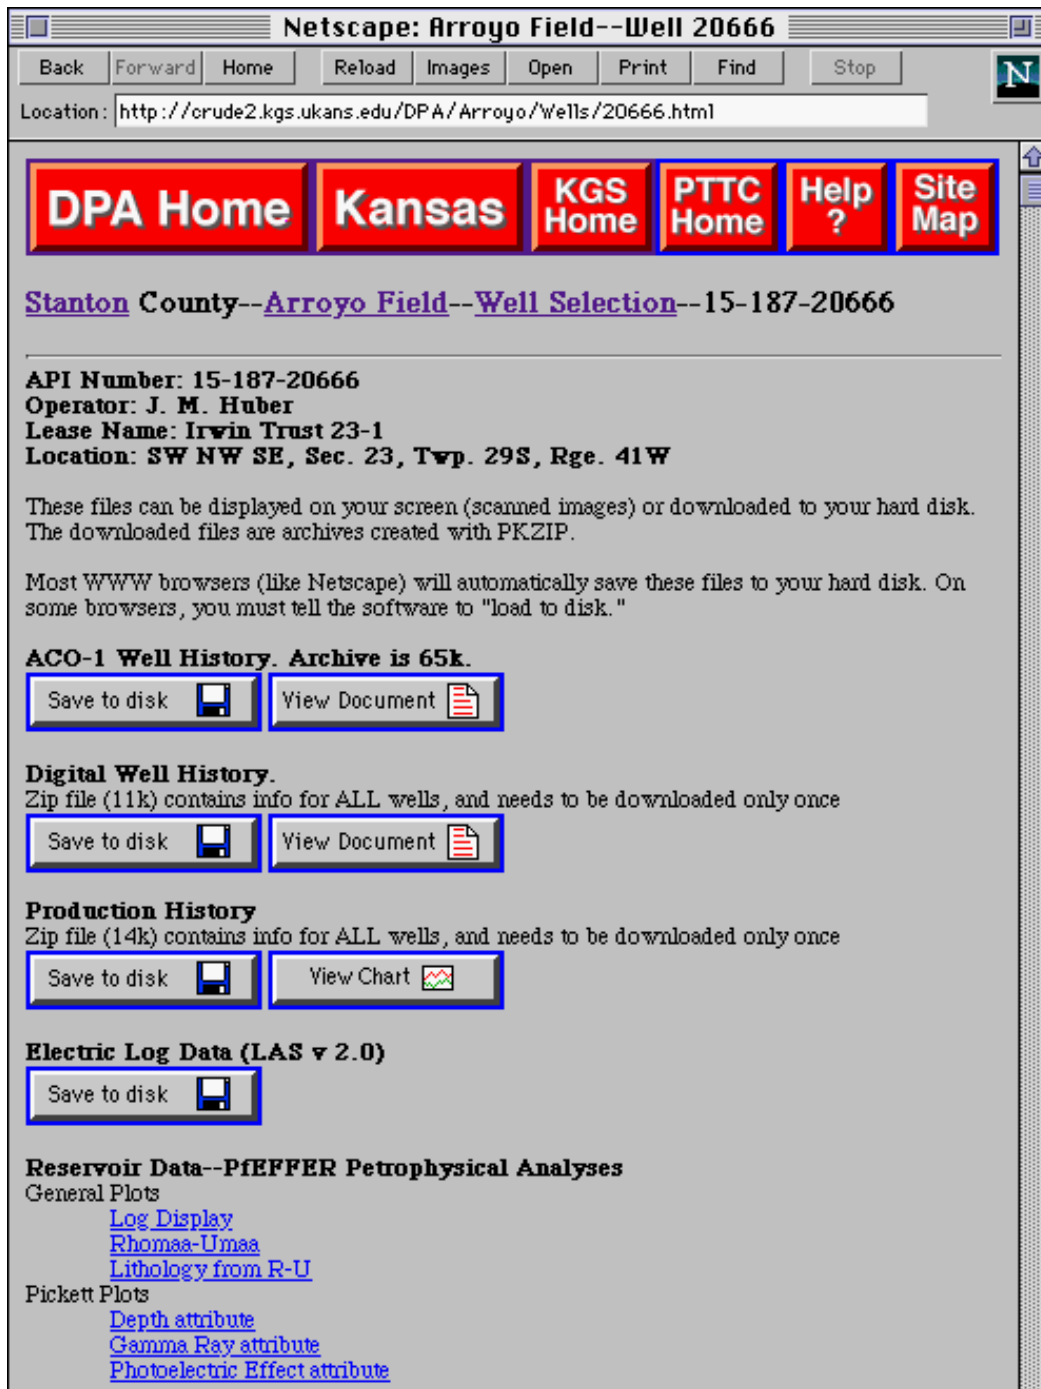 Netscape: Arroyo Field--Well 20666
Back Forward Home Reload Images Open Print Find Stop
N
Location: http://crude2.kgs.ukans.edu/DPA/Arroyo/Wells/20666.html
DPA Home Kansas KGS Home PTTC Home Help ? Site Map
Stanton County--Arroyo Field--Well Selection--15-187-20666
API Number: 15-187-20666
Operator: J. M. Huber
Lease Name: Irwin Trust 23-1
Location: SW NW SE, Sec. 23, Twp. 29S, Rge. 41W
These files can be displayed on your screen (scanned images) or downloaded to your hard disk.
The downloaded files are archives created with PKZIP.
Most WWW browsers (like Netscape) will automatically save these files to your hard disk. On
some browsers, you must tell the software to "load to disk."
ACO-1 Well History. Archive is 65k.
Save to disk View Document
Digital Well History.
Zip file (11k) contains info for ALL wells, and needs to be downloaded only once
Save to disk View Document
Production History
Zip file (14k) contains info for ALL wells, and needs to be downloaded only once
Save to disk View Chart
Electric Log Data (LAS v 2.0)
Save to disk
Reservoir Data--PfEFFER Petrophysical Analyses
General Plots
Log Display
Rhomaa-Umaa
Lithology from R-U
Pickett Plots
Depth attribute
Gamma Ray attribute
Photoelectric Effect attribute